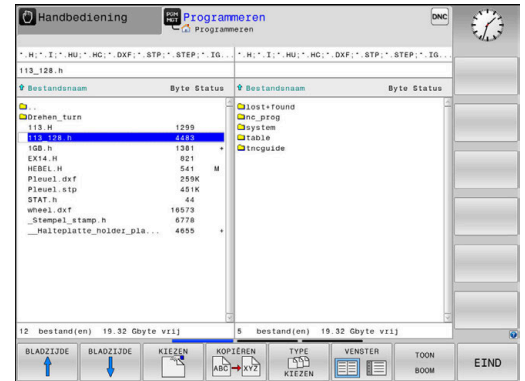 Handbediening
PGM MGT Programmeren
Programmeren
DNC
*.H;*.I;*.HU;*.HC;*.DXF;*.STP;*.STEP;*.IG...
*.H;*.I;*.HU;*.HC;*.DXF;*.STP;*.STEP;*.IG...
113_128.h
Bestandsnaam Byte Status
..
Drehen_turn
113.H 1299
113_128.h 4483
1GB.h 1381 +
EX14.H 821
HEBEL.H 541 M
Pleuel.dxf 259K
Pleuel.stp 451K
STAT.h 44
wheel.dxf 16573
_Stempel_stamp.h 6778
__Halteplatte_holder_pla... 4655 +
12 bestand(en) 19.32 Gbyte vrij
Bestandsnaam Byte Status
lost+found
nc_prog
system
table
tncguide
5 bestand(en) 19.32 Gbyte vrij
BLADZIJDE
BLADZIJDE
KIEZEN
KOPIËREN
ABC XYZ
TYPE
KIEZEN
VENSTER
TOON
BOOM
EIND